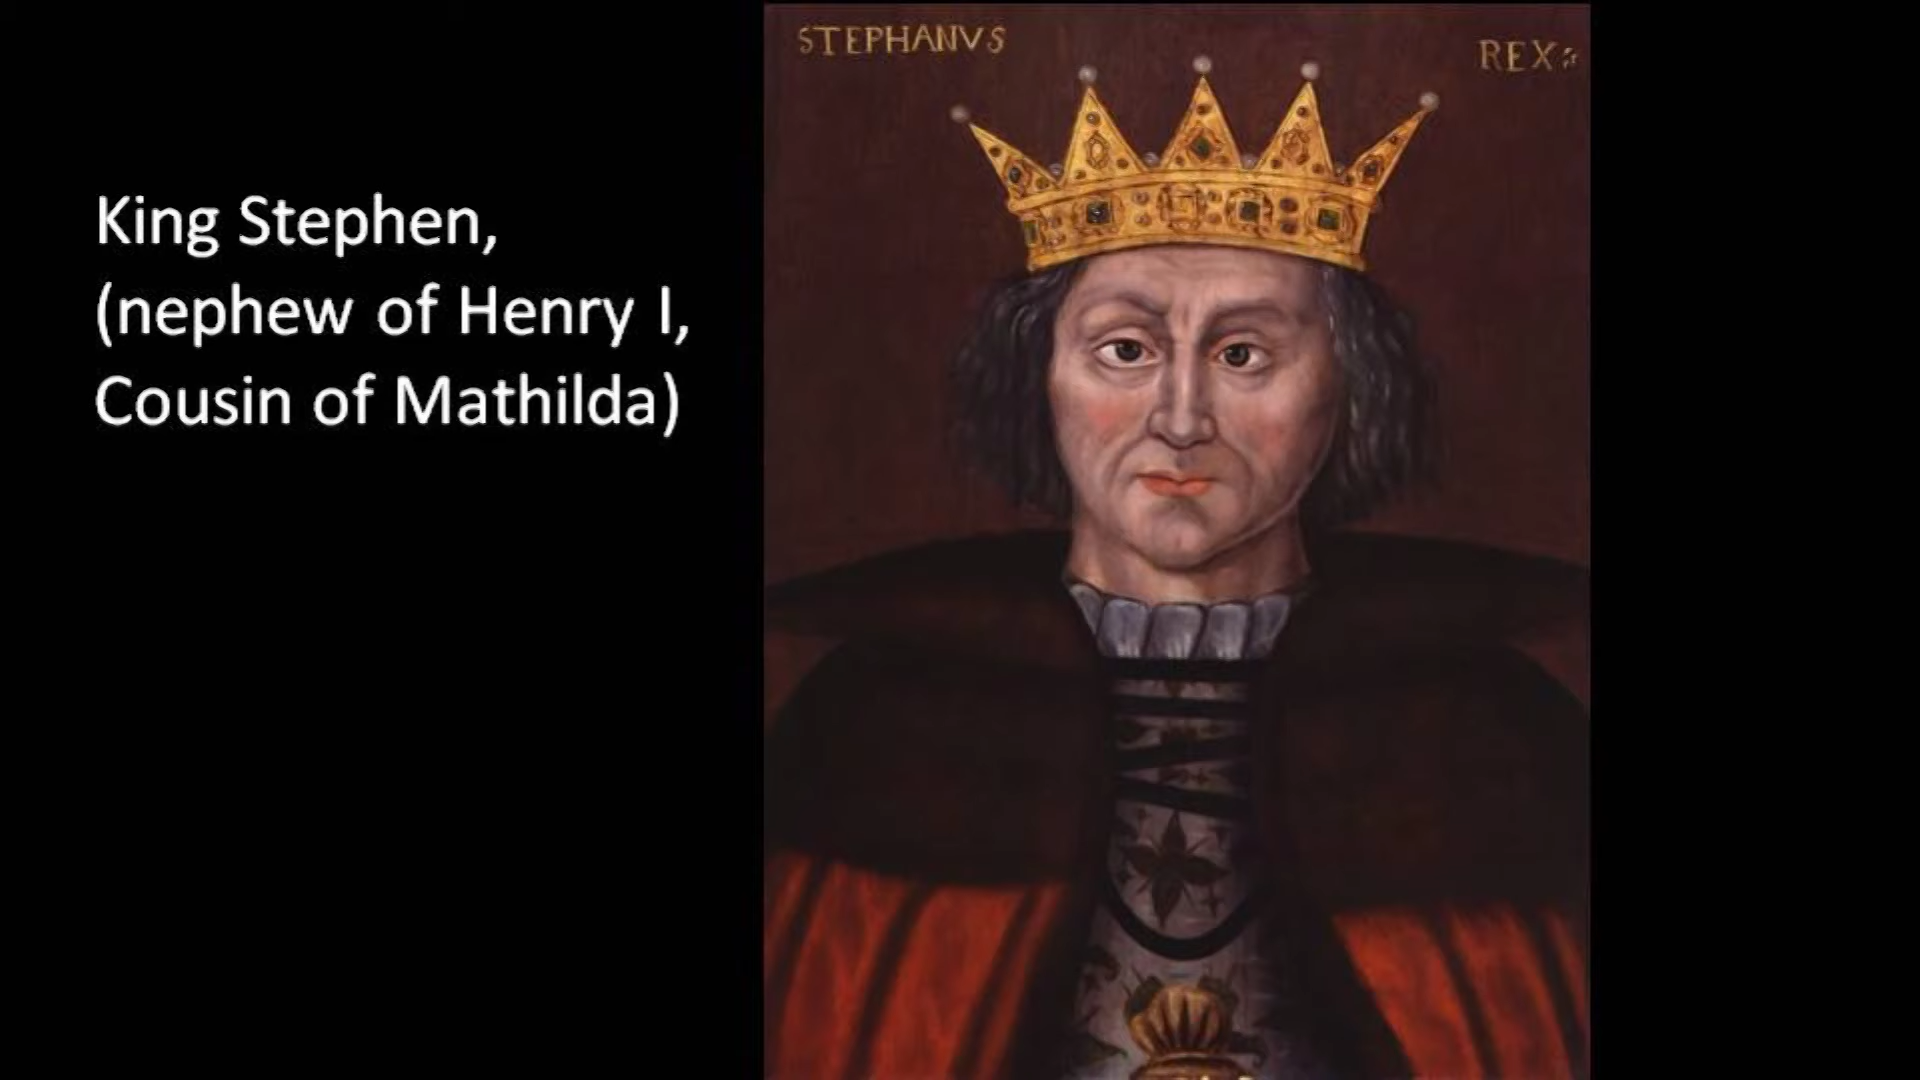 King Stephen,
(nephew of Henry I,
Cousin of Mathilda)
STEPHANVS
REX